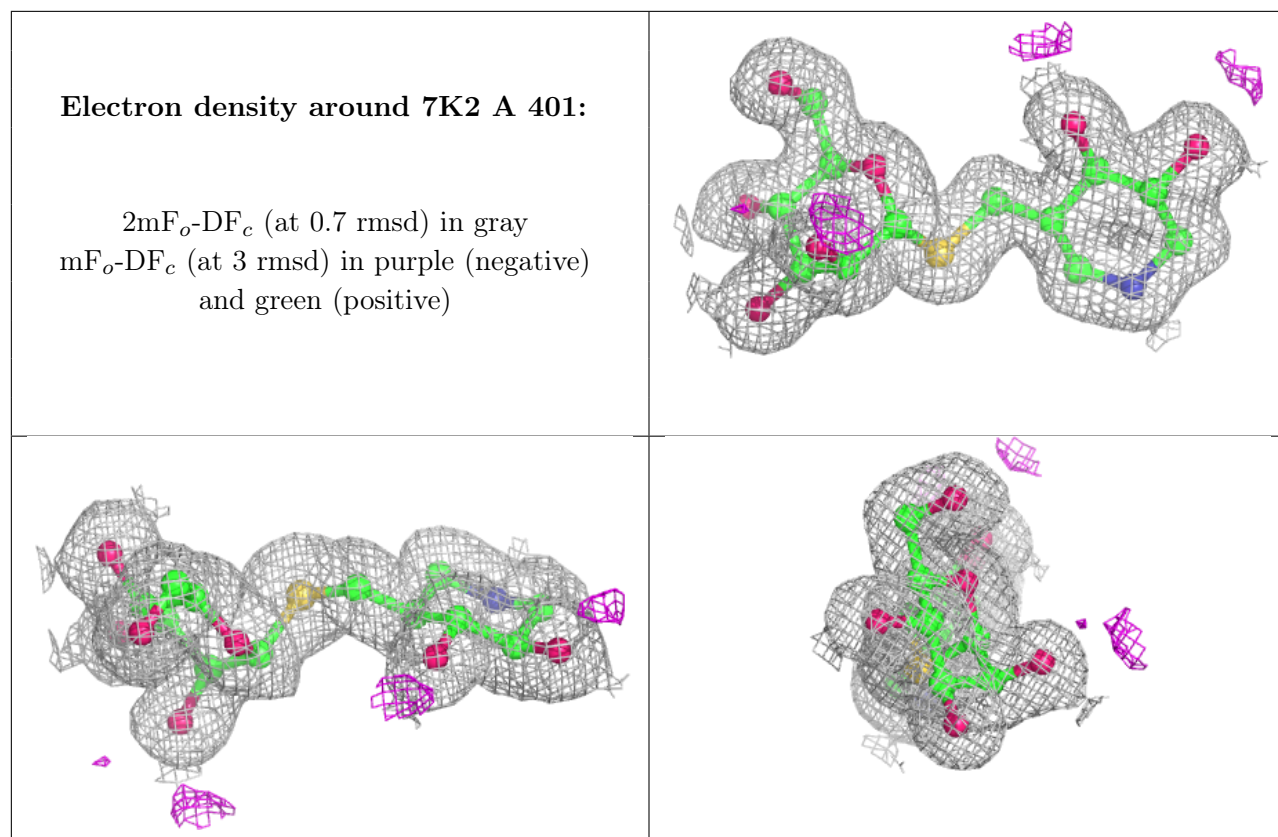 Electron density around 7K2 A 401:
2mFo-DFc (at 0.7 rmsd) in gray
mFo-DFc (at 3 rmsd) in purple (negative)
and green (positive)